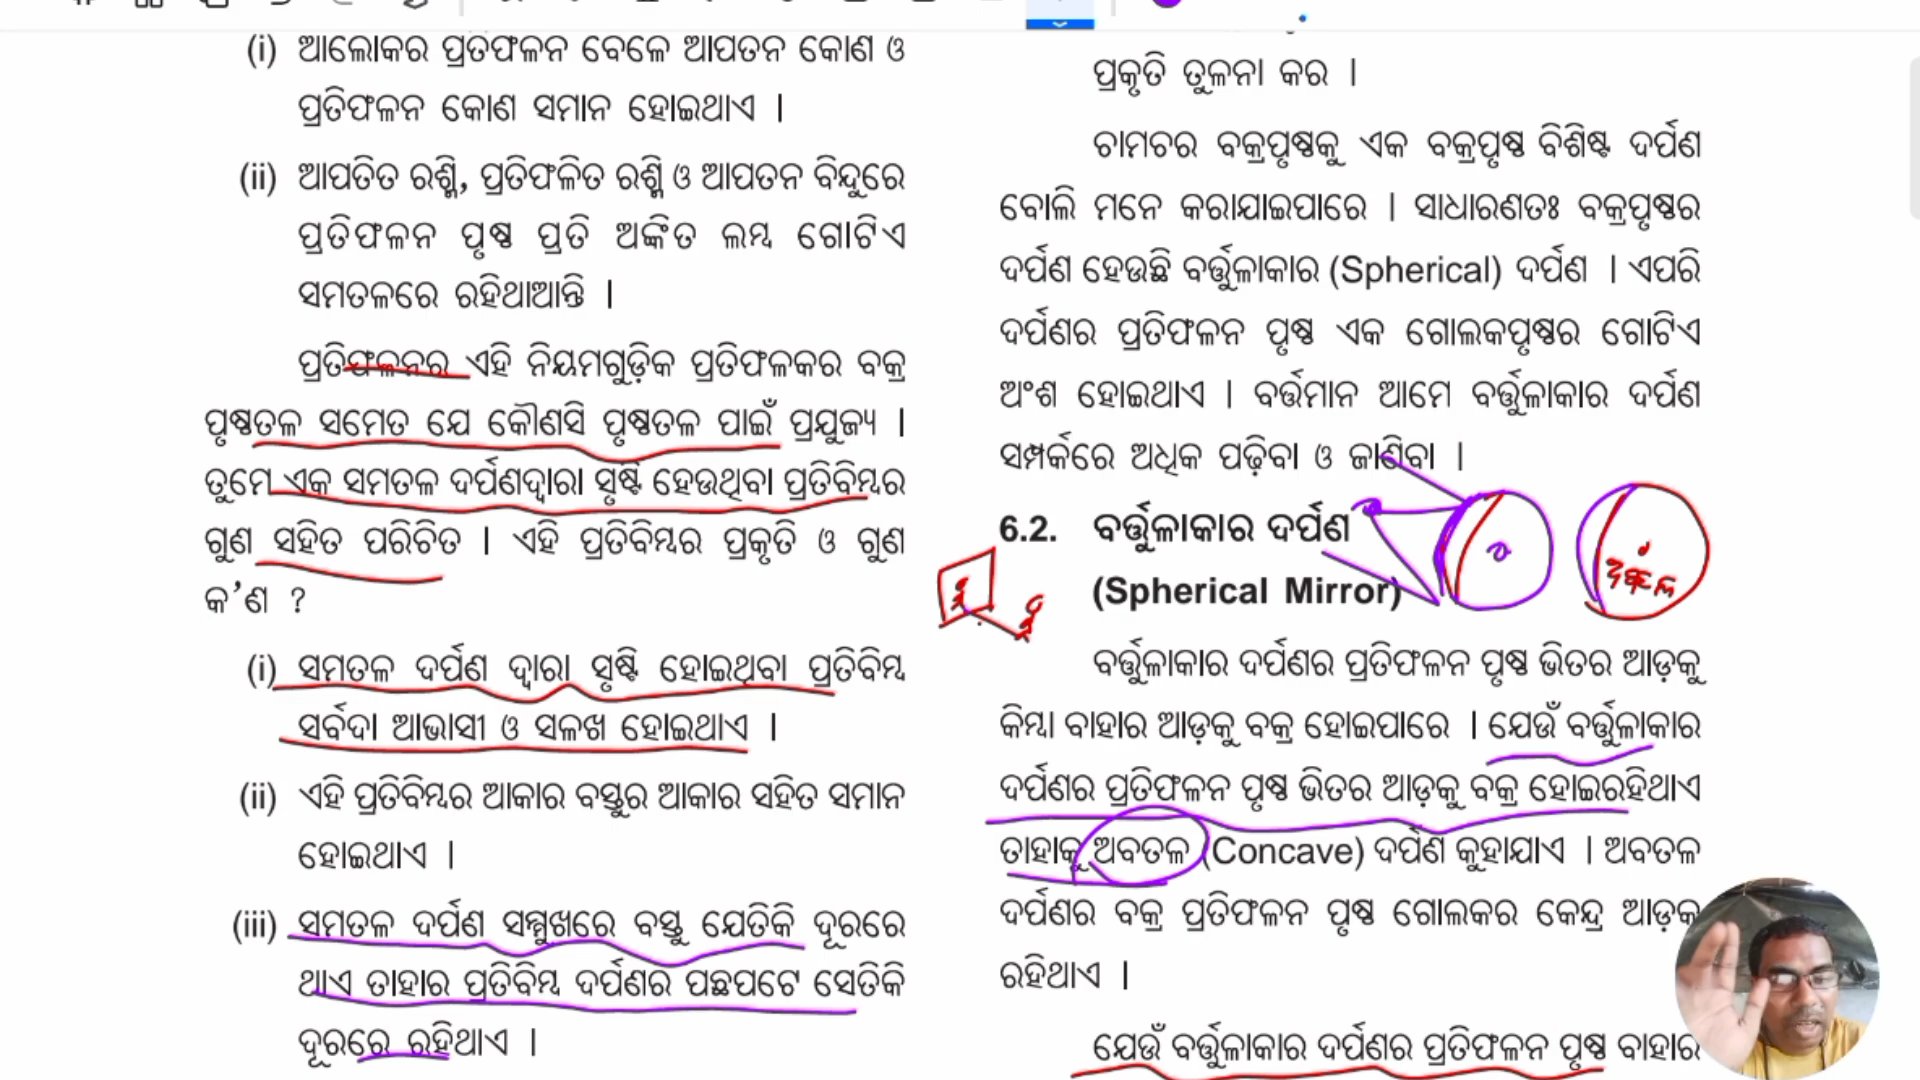 (i) ଆଲୋକର ପ୍ରତିଫଳନ ବେଳେ ଆପତନ କୋଣ ଓ
ପ୍ରତିଫଳନ କୋଣ ସମାନ ହୋଇଥାଏ ।
(ii) ଆପତିତ ରଶ୍ମି, ପ୍ରତିଫଳିତ ରଶ୍ମି ଓ ଆପତନ ବିନ୍ଦୁରେ
ପ୍ରତିଫଳନ ପୃଷ୍ଠ ପ୍ରତି ଅଙ୍କିତ ଲମ୍ବ ଗୋଟିଏ
ସମତଳରେ ରହିଥାଆନ୍ତି ।
ପ୍ରତିଫଳନର ଏହି ନିୟମଗୁଡ଼ିକ ପ୍ରତିଫଳକର ବକ୍ର
ପୃଷ୍ଠତଳ ସମେତ ଯେ କୌଣସି ପୃଷ୍ଠତଳ ପାଇଁ ପ୍ରଯୁଜ୍ୟ ।
ତୁମେ ଏକ ସମତଳ ଦର୍ପଣଦ୍ୱାରା ସୃଷ୍ଟି ହେଉଥିବା ପ୍ରତିବିମ୍ବର
ଗୁଣ ସହିତ ପରିଚିତ । ଏହି ପ୍ରତିବିମ୍ବର ପ୍ରକୃତି ଓ ଗୁଣ
କ’ଣ ?
(i) ସମତଳ ଦର୍ପଣ ଦ୍ୱାରା ସୃଷ୍ଟି ହୋଇଥିବା ପ୍ରତିବିମ୍ବ
ସର୍ବଦା ଆଭାସୀ ଓ ସଳଖ ହୋଇଥାଏ ।
(ii) ଏହି ପ୍ରତିବିମ୍ବର ଆକାର ବସ୍ତୁର ଆକାର ସହିତ ସମାନ
ହୋଇଥାଏ ।
(iii) ସମତଳ ଦର୍ପଣ ସମ୍ମୁଖରେ ବସ୍ତୁ ଯେତିକି ଦୂରରେ
ଥାଏ ତାହାର ପ୍ରତିବିମ୍ବ ଦର୍ପଣର ପଛପଟେ ସେତିକି
ଦୂରରେ ରହିଥାଏ ।
ପ୍ରକୃତି ତୁଳନା କର ।
ଚାମଚର ବକ୍ରପୃଷ୍ଠକୁ ଏକ ବକ୍ରପୃଷ୍ଠ ବିଶିଷ୍ଟ ଦର୍ପଣ
ବୋଲି ମନେ କରାଯାଇପାରେ । ସାଧାରଣତଃ ବକ୍ରପୃଷ୍ଠର
ଦର୍ପଣ ହେଉଛି ବର୍ତ୍ତୁଳାକାର (Spherical) ଦର୍ପଣ । ଏପରି
ଦର୍ପଣର ପ୍ରତିଫଳନ ପୃଷ୍ଠ ଏକ ଗୋଲକପୃଷ୍ଠର ଗୋଟିଏ
ଅଂଶ ହୋଇଥାଏ । ବର୍ତ୍ତମାନ ଆମେ ବର୍ତ୍ତୁଳାକାର ଦର୍ପଣ
ସମ୍ପର୍କରେ ଅଧିକ ପଢ଼ିବା ଓ ଜାଣିବା ।
6.2. ବର୍ତ୍ତୁଳାକାର ଦର୍ପଣ
(Spherical Mirror)
ବର୍ତ୍ତୁଳାକାର ଦର୍ପଣର ପ୍ରତିଫଳନ ପୃଷ୍ଠ ଭିତର ଆଡ଼କୁ
କିମ୍ବା ବାହାର ଆଡ଼କୁ ବକ୍ର ହୋଇପାରେ । ଯେଉଁ ବର୍ତ୍ତୁଳାକାର
ଦର୍ପଣର ପ୍ରତିଫଳନ ପୃଷ୍ଠ ଭିତର ଆଡ଼କୁ ବକ୍ର ହୋଇରହିଥାଏ
ତାହାକୁ ଅବତଳ (Concave) ଦର୍ପଣ କୁହାଯାଏ । ଅବତଳ
ଦର୍ପଣର ବକ୍ର ପ୍ରତିଫଳନ ପୃଷ୍ଠ ଗୋଲକର କେନ୍ଦ୍ର ଆଡ଼କୁ
ରହିଥାଏ ।
ଯେଉଁ ବର୍ତ୍ତୁଳାକାର ଦର୍ପଣର ପ୍ରତିଫଳନ ପୃଷ୍ଠ ବାହାର